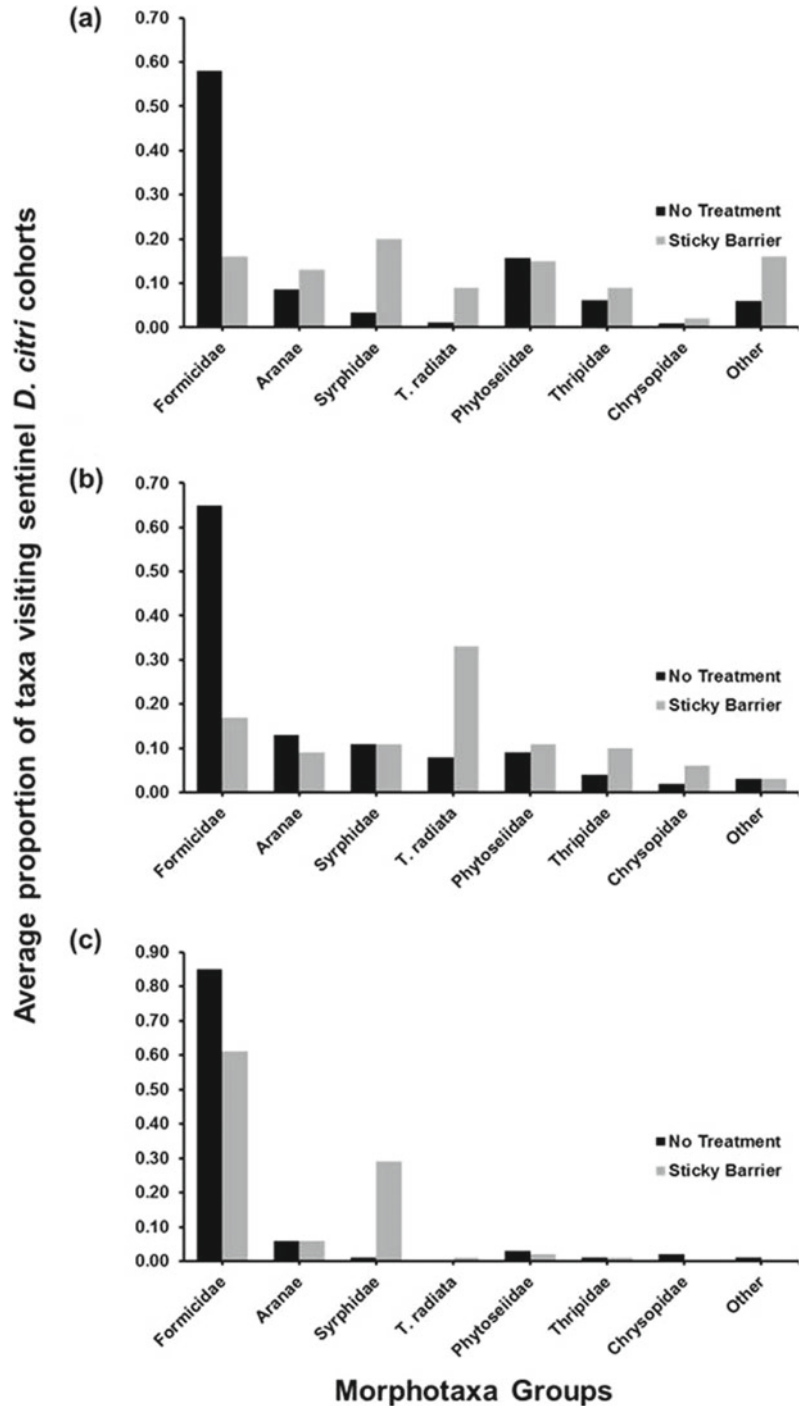 Average proportion of taxa visiting sentinel D. citri cohorts
(a)
0.70
0.60
0.50
0.40
0.30
0.20
0.10
0.00
No Treatment
Sticky Barrier
Formicidae
Aranae
Syrphidae
T. radiata
Phytoseiidae
Thripidae
Chrysopidae
Other
(b)
0.70
0.60
0.50
0.40
0.30
0.20
0.10
0.00
No Treatment
Sticky Barrier
Formicidae
Aranae
Syrphidae
T. radiata
Phytoseiidae
Thripidae
Chrysopidae
Other
(c)
0.90
0.80
0.70
0.60
0.50
0.40
0.30
0.20
0.10
0.00
No Treatment
Sticky Barrier
Formicidae
Aranae
Syrphidae
T. radiata
Phytoseiidae
Thripidae
Chrysopidae
Other
Morphotaxa Groups